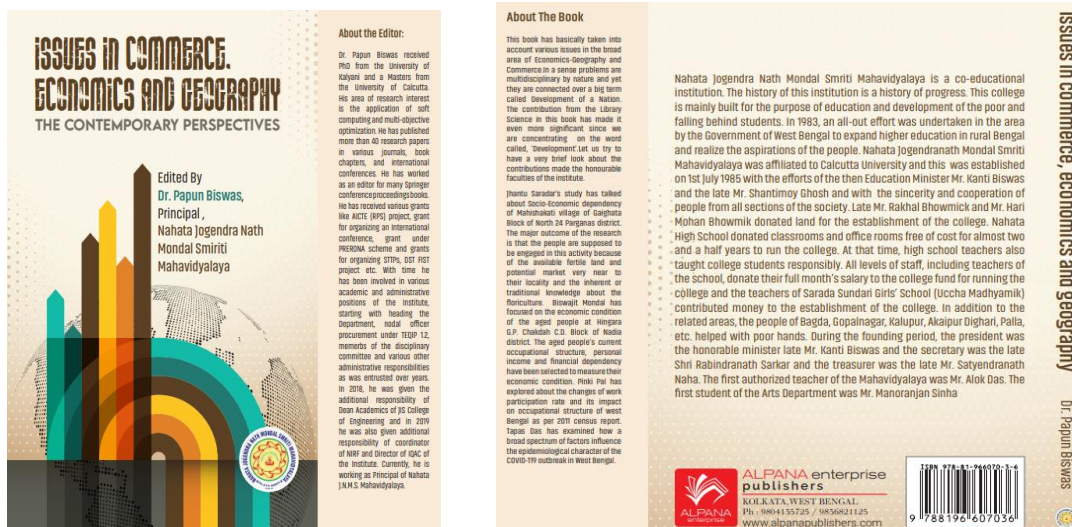 ISSUES IN COMMERCE,
ECONOMICS AND GEOGRAPHY
THE CONTEMPORARY PERSPECTIVES
Edited By
Dr. Papun Biswas,
Principal ,
Nahata Jogendra Nath
Mondal Smiriti
Mahavidyalaya
NAHATA JOGENDRA NATH MONDAL SMRITI MAHAVIDYALAYA
About the Editor:
Dr. Papun Biswas received
PhD from the University of
Kalyani and a Masters from
the University of Calcutta.
His area of research interest
is the application of soft
computing and multi-objective
optimization. He has published
more than 40 research papers
in various journals, book
chapters, and international
conferences. He has worked
as an editor for many Springer
conference proceedings books.
He has received various grants
like AICTE (RPS) project, grant
for organizing an International
conference, grant under
PRERONA scheme and grants
for organizing STTPs, DST FIST
project etc. With time he
has been involved in various
academic and administrative
positions of the Institute,
starting with heading the
Department, nodal officer
procurement under TEQIP 1.2,
memorts of the disciplinary
committee and various other
administrative responsibilities
as was entrusted over years.
In 2018, he was given the
additional responsibility of
Dean Academics of JIS College
of Engineering and in 2019
he was also given additional
responsibility of coordinator
of NIRF and Director of IQAC of
the Institute. Currently, he is
working as Principal of Nahata
J.N.M.S. Mahavidyalaya.
About The Book
This book has basically taken into
account various issues in the broad
area of Economics-Geography and
Commerce.In a sense problems are
multidisciplinary by nature and yet
they are connected over a big term
called Development of a Nation.
The contribution from the Library
Science in this book has made it
even more significant since we
are concentrating on the word
called, 'Development'.Let us try to
have a very brief look about the
contributions made the honourable
faculties of the institute.
Jhantu Saradar's study has talked
about Socio-Economic dependency
of Mahishakati village of Gaighata
Block of North 24 Parganas district.
The major outcome of the research
is that the people are supposed to
be engaged in this activity because
of the available fertile land and
potential market very near to
their locality and the inherent or
traditional knowledge about the
floriculture. Biswajit Mondal has
focused on the economic condition
of the aged people at Hingara
G.P. Chakdah C.D. Block of Nadia
district. The aged people's current
occupational structure, personal
income and financial dependency
have been selected to measure their
economic condition. Pinki Pal has
explored about the changes of work
participation rate and its impact
on occupational structure of west
Bengal as per 2011 census report.
Tapas Das has examined how a
broad spectrum of factors influence
the epidemiological character of the
COVID-119 outbreak in West Bengal.
Nahata Jogendra Nath Mondal Smriti Mahavidyalaya is a co-educational
institution. The history of this institution is a history of progress. This college
is mainly built for the purpose of education and development of the poor and
falling behind students. In 1983, an all-out effort was undertaken in the area
by the Government of West Bengal to expand higher education in rural Bengal
and realize the aspirations of the people. Nahata Jogendranath Mondal Smriti
Mahavidyalaya was affiliated to Calcutta University and this was established
on 1st July 1985 with the efforts of the then Education Minister Mr. Kanti Biswas
and the late Mr. Shantimoy Ghosh and with the sincerity and cooperation of
people from all sections of the society. Late Mr. Rakhal Bhowmick and Mr. Hari
Mohan Bhowmik donated land for the establishment of the college. Nahata
High School donated classrooms and office rooms free of cost for almost two
and a half years to run the college. At that time, high school teachers also
taught college students responsibly. All levels of staff, including teachers of
the school, donate their full month's salary to the college fund for running the
college and the teachers of Sarada Sundari Girls' School (Uccha Madhyamik)
contributed money to the establishment of the college. In addition to the
related areas, the people of Bagda, Gopalnagar, Kalupur, Akaipur Dighari, Palla,
etc. helped with poor hands. During the founding period, the president was
the honorable minister late Mr. Kanti Biswas and the secretary was the late
Shri Rabindranath Sarkar and the treasurer was the late Mr. Satyendranath
Naha. The first authorized teacher of the Mahavidyalaya was Mr. Alok Das. The
first student of the Arts Department was Mr. Manoranjan Sinha
ALPANA
enterprise
ALPANA enterprise
publishers
KOLKATA,WEST BENGAL
Ph : 9804155725 / 9856821125
www.alpanapublishers.com
ISBN 978-81-966070-3-6
9 788196 607036
Issues in commerce, economics and geography
Dr. Papun Biswas